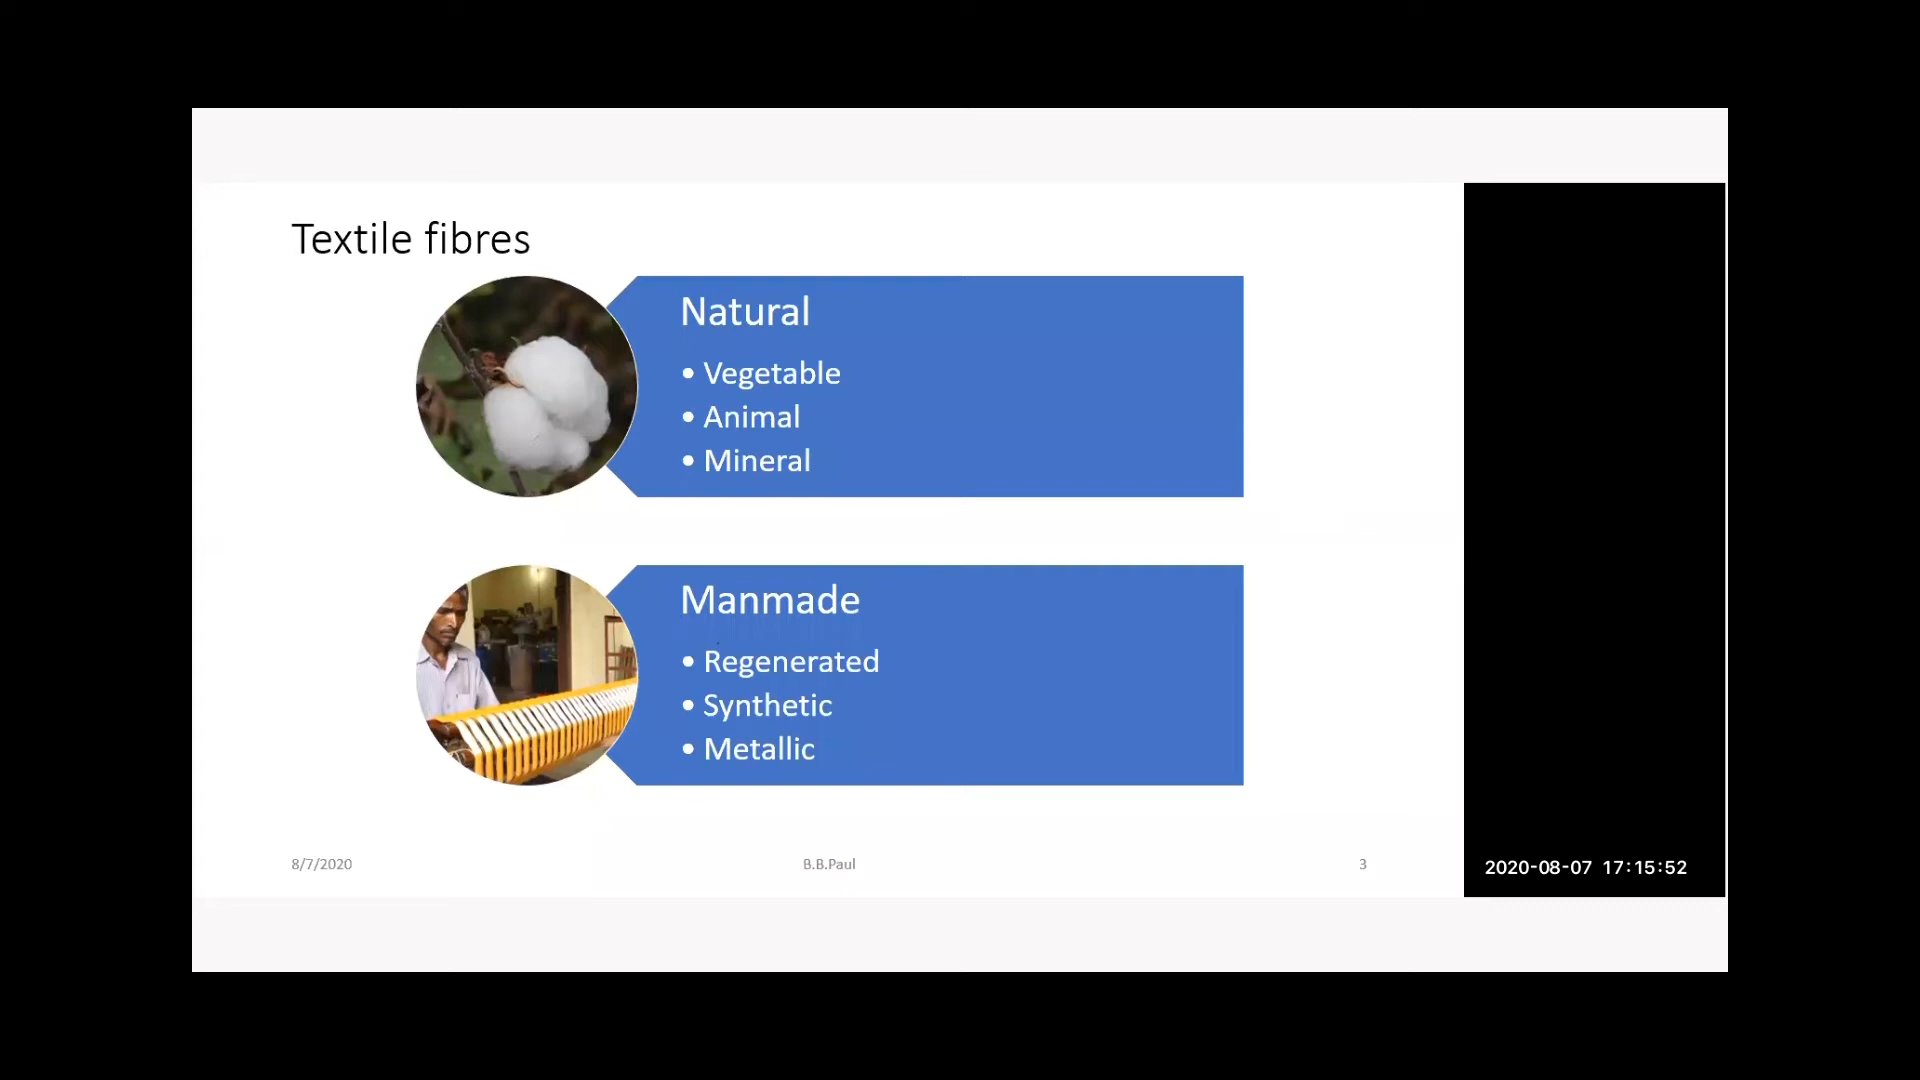 Textile fibres
Natural
• Vegetable
• Animal
• Mineral
Manmade
• Regenerated
• Synthetic
• Metallic
8/7/2020
B.B.Paul
3
2020-08-07 17:15:52